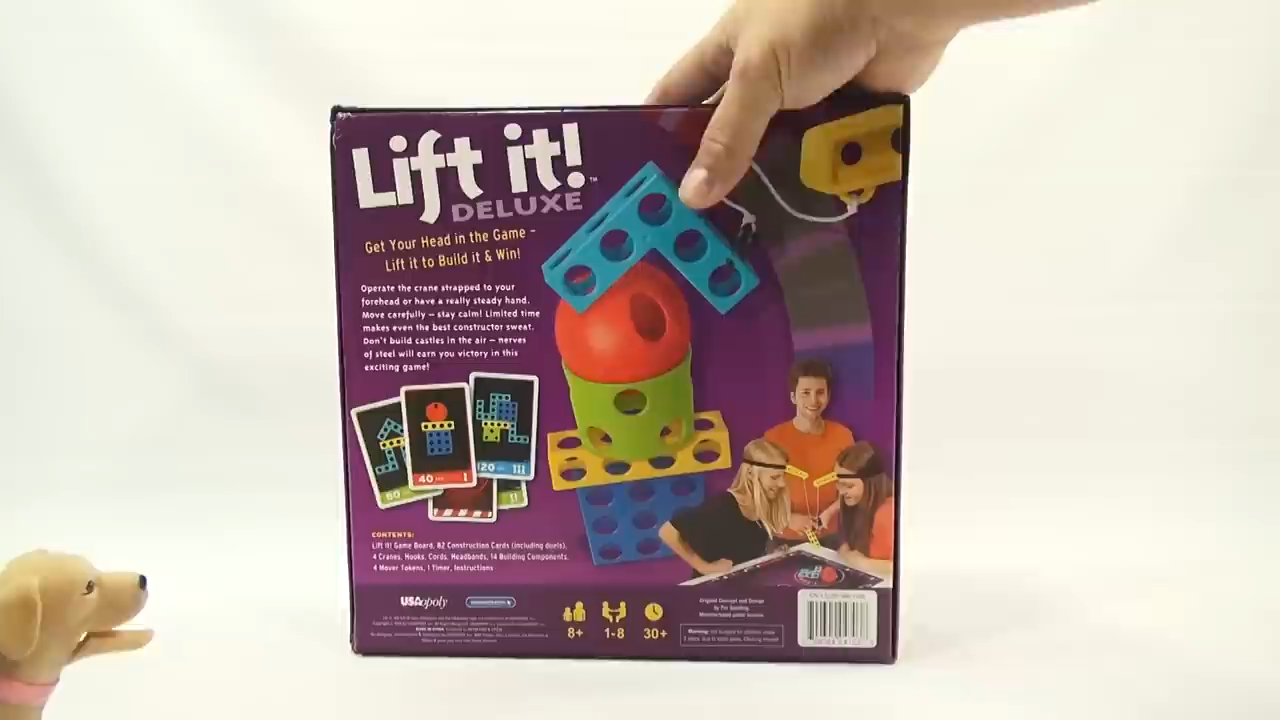 Lift it!™
DELUXE
Get Your Head in the Game –
Lift it to Build it & Win!
Operate the crane strapped to your
forehead or have a really steady hand.
Move carefully – stay calm! Limited time
makes even the best constructor sweat.
Don't build castles in the air – nerves
of steel will earn you victory in this
exciting game!
60
40
I
120
III
II
CONTENTS:
Lift It! Game Board, 82 Construction Cards (including duels),
4 Cranes, Hooks, Cords, Headbands, 14 Building Components,
4 Mover Tokens, 1 Timer, Instructions
USAopoly
8+
1-8
30+
Original Concept and Design